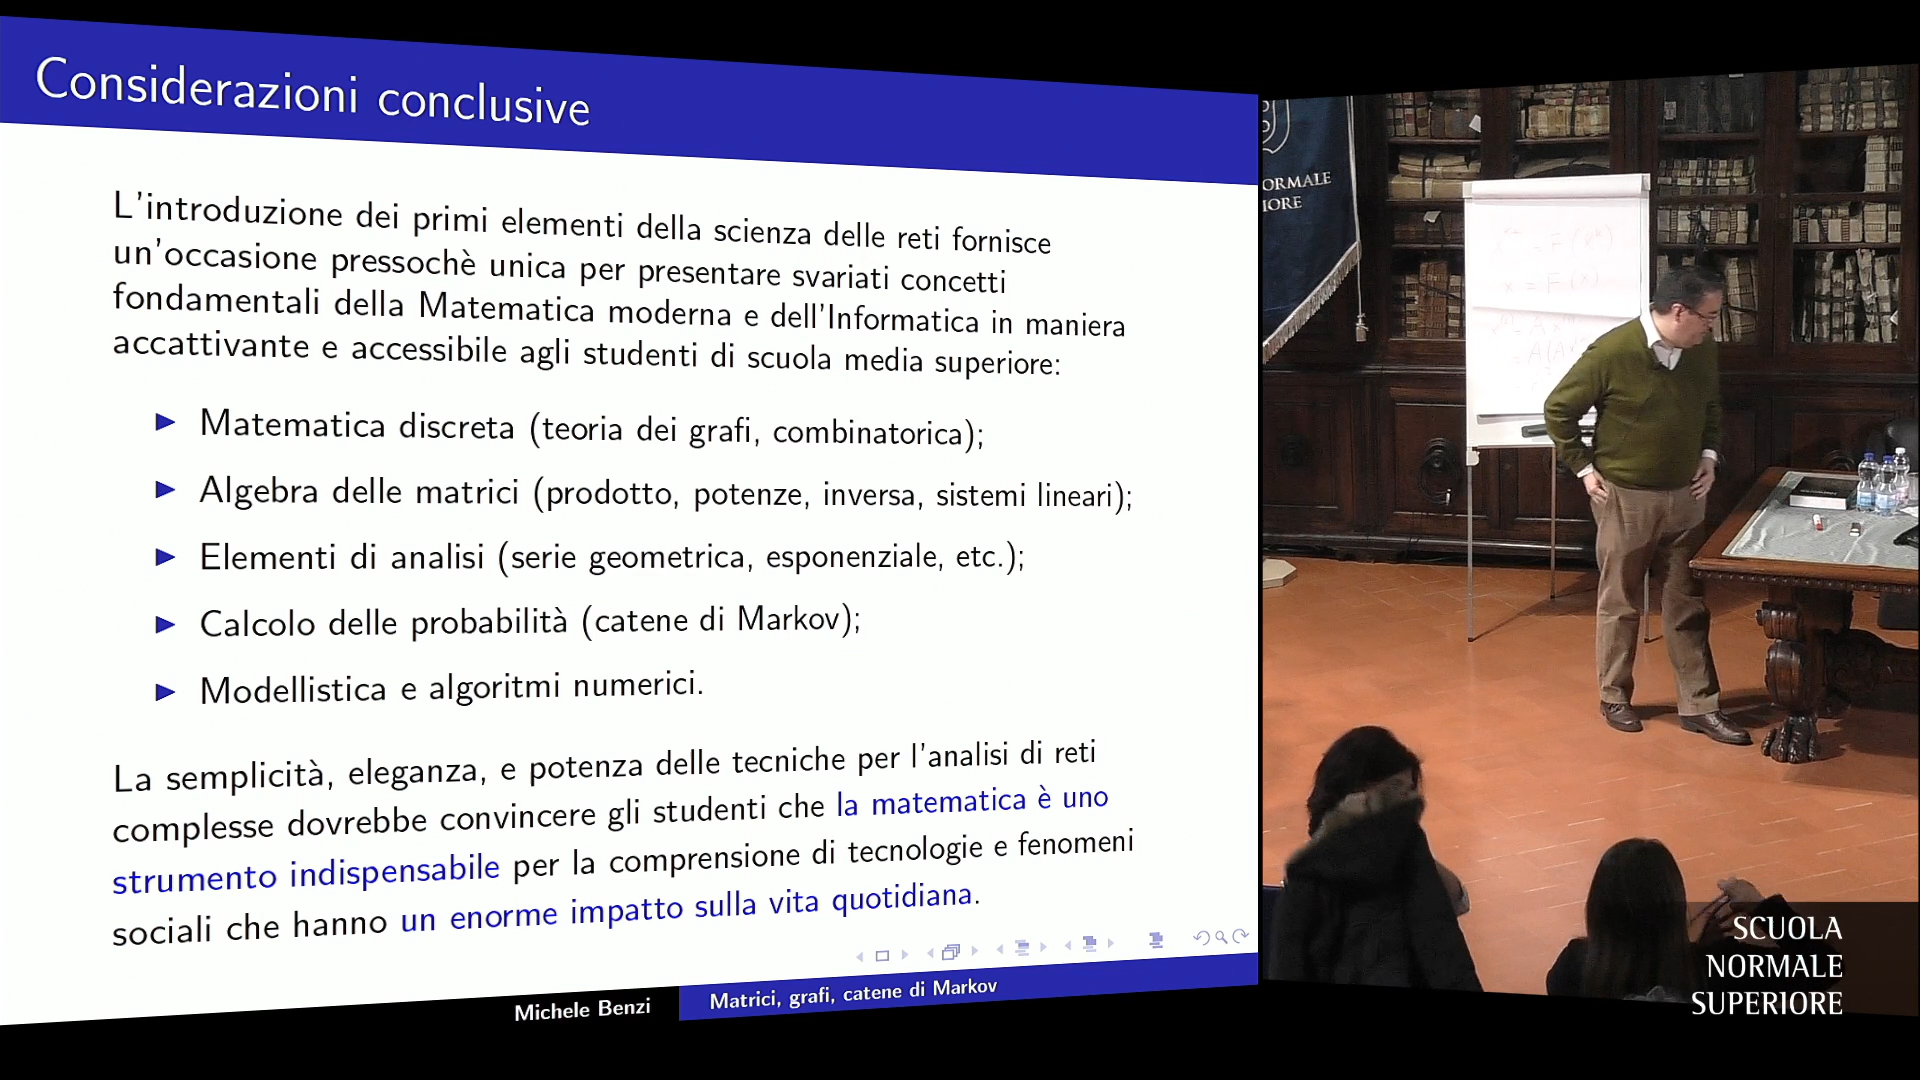 Considerazioni conclusive
L'introduzione dei primi elementi della scienza delle reti fornisce
un'occasione pressochè unica per presentare svariati concetti
fondamentali della Matematica moderna e dell'Informatica in maniera
accattivante e accessibile agli studenti di scuola media superiore:
Matematica discreta (teoria dei grafi, combinatorica);
Algebra delle matrici (prodotto, potenze, inversa, sistemi lineari);
Elementi di analisi (serie geometrica, esponenziale, etc.);
Calcolo delle probabilità (catene di Markov);
Modellistica e algoritmi numerici.
La semplicità, eleganza, e potenza delle tecniche per l'analisi di reti
complesse dovrebbe convincere gli studenti che la matematica è uno
strumento indispensabile per la comprensione di tecnologie e fenomeni
sociali che hanno un enorme impatto sulla vita quotidiana.
Michele Benzi
Matrici, grafi, catene di Markov
ORMALE
IORE
x = F(x)
SCUOLA
NORMALE
SUPERIORE